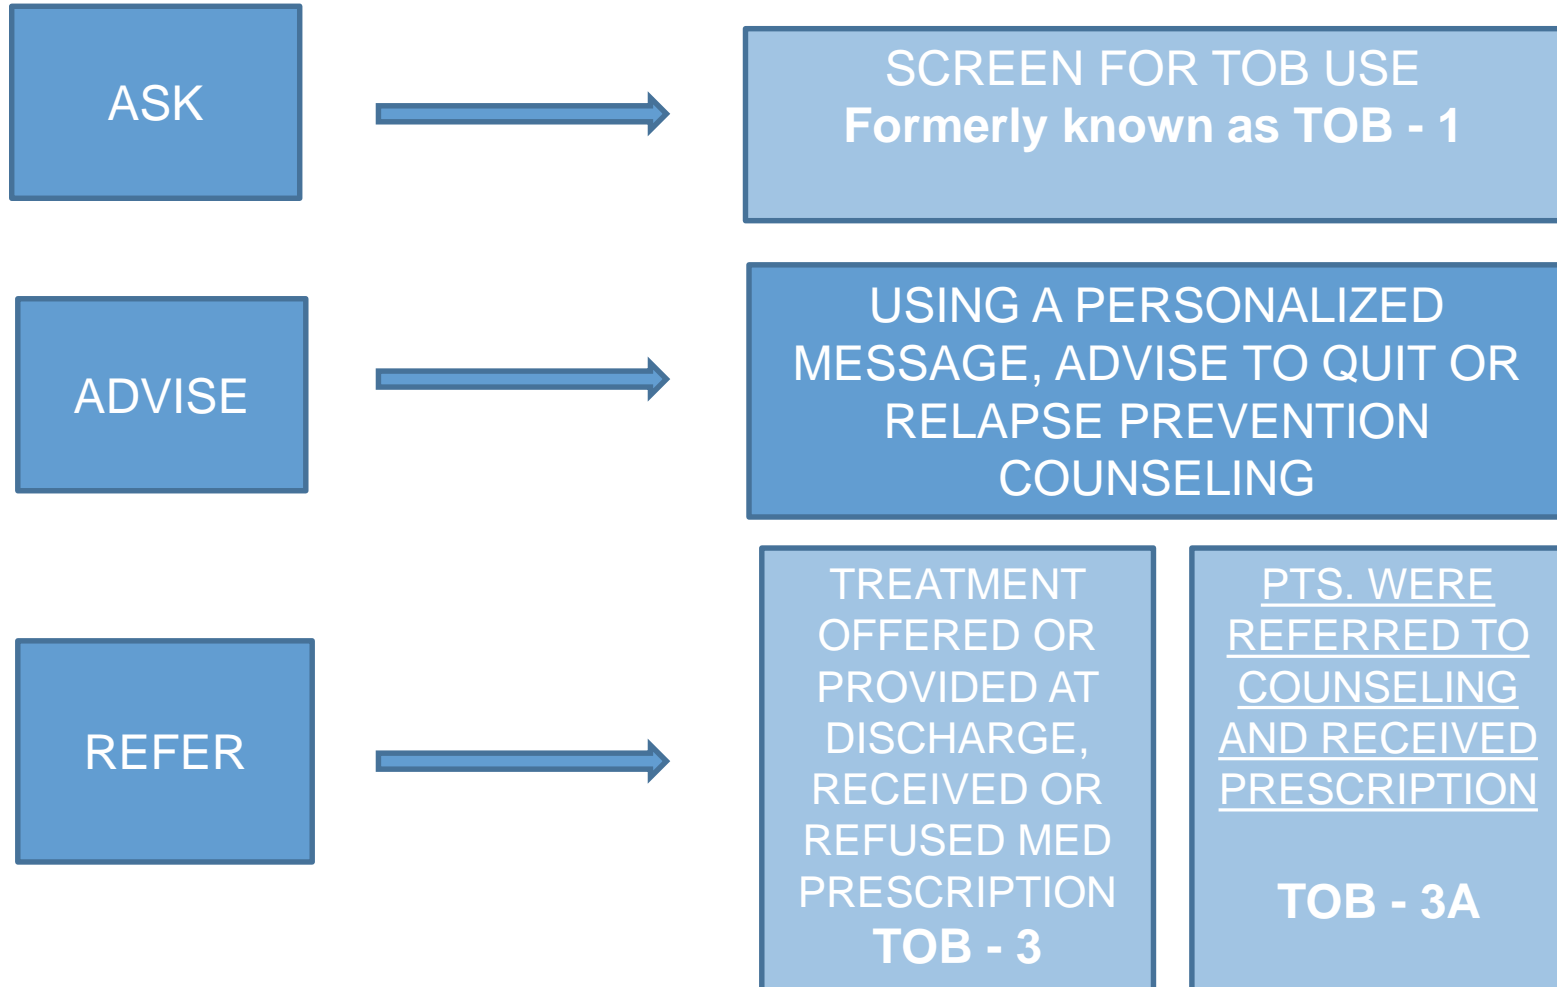 ASK
SCREEN FOR TOB USE
Formerly known as TOB - 1
ADVISE
USING A PERSONALIZED
MESSAGE, ADVISE TO QUIT OR
RELAPSE PREVENTION
COUNSELING
REFER
TREATMENT
OFFERED OR
PROVIDED AT
DISCHARGE,
RECEIVED OR
REFUSED MED
PRESCRIPTION
TOB - 3
PTS. WERE
REFERRED TO
COUNSELING
AND RECEIVED
PRESCRIPTION
TOB - 3A